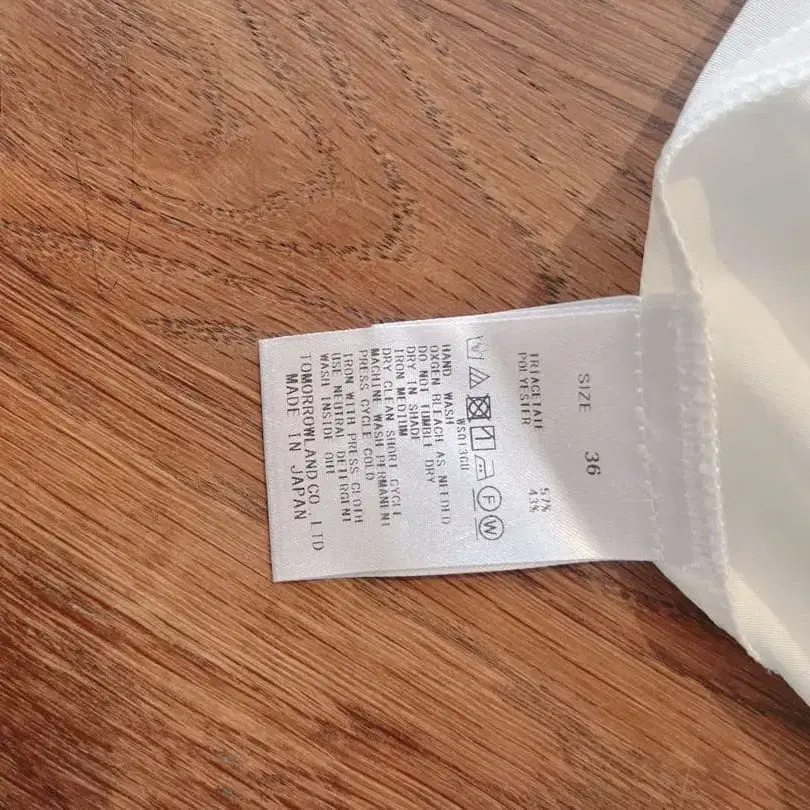 SIZE 36
TRIACETATE 57%
POLYESTER 43%
WS013GU
HAND WASH
OXGEN BLEACH AS NEEDED
DO NOT TUMBLE DRY
DRY IN SHADE
IRON MEDIUM
DRY CLEAN SHORT CYCLE
MACHINE WASH PERMANENT
PRESS CYCLE COLD
IRON WITH PRESS CLOTH
USE NEUTRAL DETERGENT
WASH INSIDE OUT
TOMORROWLAND CO., LTD.
MADE IN JAPAN